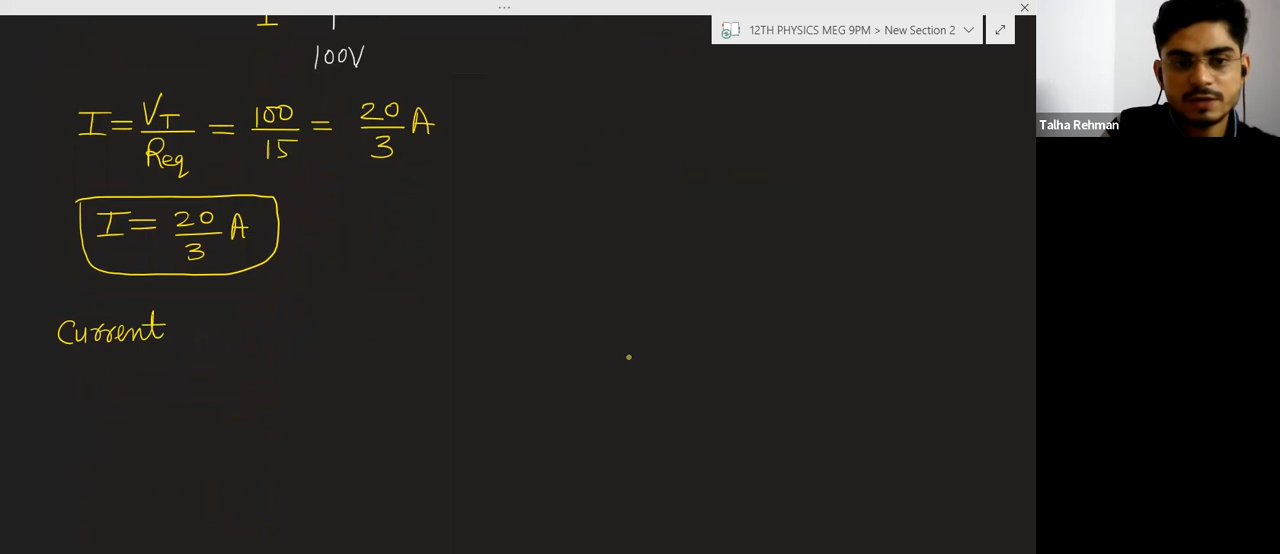 I
100V
12TH PHYSICS MEG 9PM > New Section 2
Talha Rehman
I = V_T / Req = 100 / 15 = 20 / 3 A
I = 20 / 3 A
Current